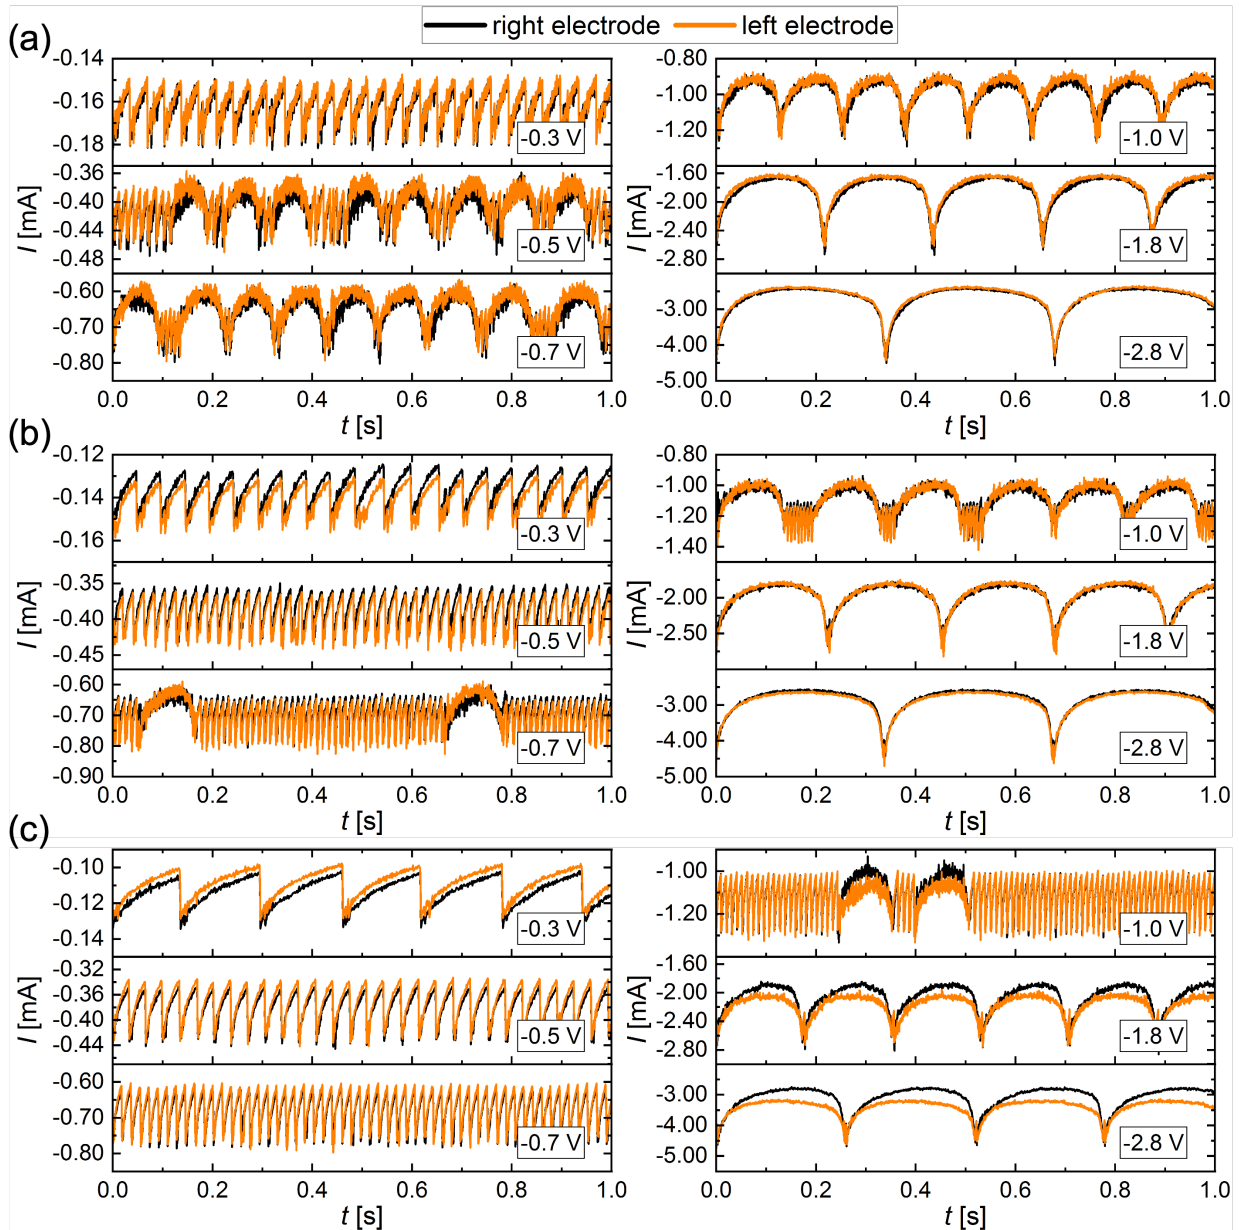 right electrode left electrode
(a)
-0.14
-0.16
-0.18
-0.3 V
-0.36
-0.40
-0.44
-0.48
-0.5 V
I [mA]
-0.60
-0.70
-0.80
-0.7 V
0.0 0.2 0.4 0.6 0.8 1.0
t [s]
-0.80
-1.00
-1.20
-1.0 V
-1.60
-2.00
-2.40
-2.80
-1.8 V
I [mA]
-3.00
-4.00
-5.00
-2.8 V
0.0 0.2 0.4 0.6 0.8 1.0
t [s]
(b)
-0.12
-0.14
-0.16
-0.3 V
-0.35
-0.40
-0.45
-0.5 V
I [mA]
-0.60
-0.70
-0.80
-0.90
-0.7 V
0.0 0.2 0.4 0.6 0.8 1.0
t [s]
-0.80
-1.00
-1.20
-1.40
-1.0 V
-2.00
-2.50
-1.8 V
I [mA]
-3.00
-4.00
-5.00
-2.8 V
0.0 0.2 0.4 0.6 0.8 1.0
t [s]
(c)
-0.10
-0.12
-0.14
-0.3 V
-0.32
-0.36
-0.40
-0.44
-0.5 V
I [mA]
-0.60
-0.70
-0.80
-0.7 V
0.0 0.2 0.4 0.6 0.8 1.0
t [s]
-1.00
-1.20
-1.0 V
-1.60
-2.00
-2.40
-2.80
-1.8 V
I [mA]
-3.00
-4.00
-5.00
-2.8 V
0.0 0.2 0.4 0.6 0.8 1.0
t [s]